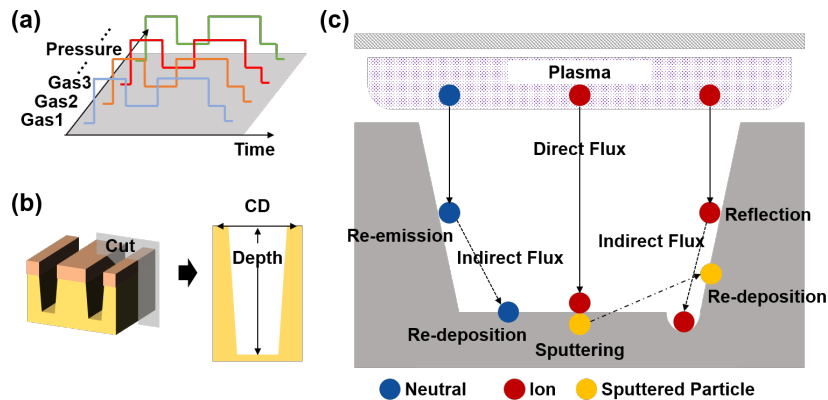 (a)
Pressure
Gas3
Gas2
Gas1
Time
(b)
Cut
CD
Depth
(c)
Plasma
Direct Flux
Re-emission
Indirect Flux
Indirect Flux
Reflection
Re-deposition
Re-deposition
Sputtering
Neutral
Ion
Sputtered Particle